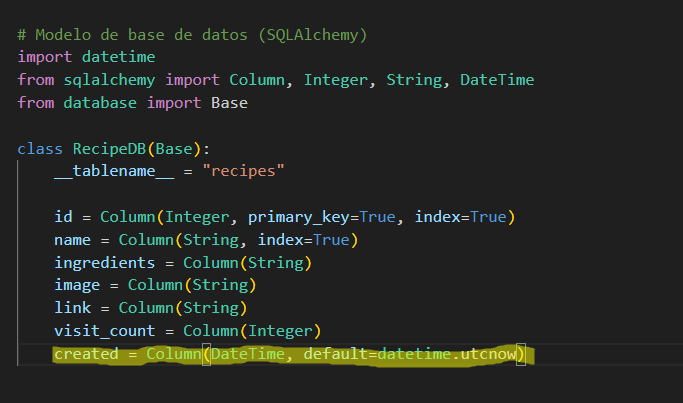 # Modelo de base de datos (SQLAlchemy)
import datetime
from sqlalchemy import Column, Integer, String, DateTime
from database import Base
class RecipeDB(Base):
__tablename__ = "recipes"
id = Column(Integer, primary_key=True, index=True)
name = Column(String, index=True)
ingredients = Column(String)
image = Column(String)
link = Column(String)
visit_count = Column(Integer)
created = Column(DateTime, default=datetime.utcnow)